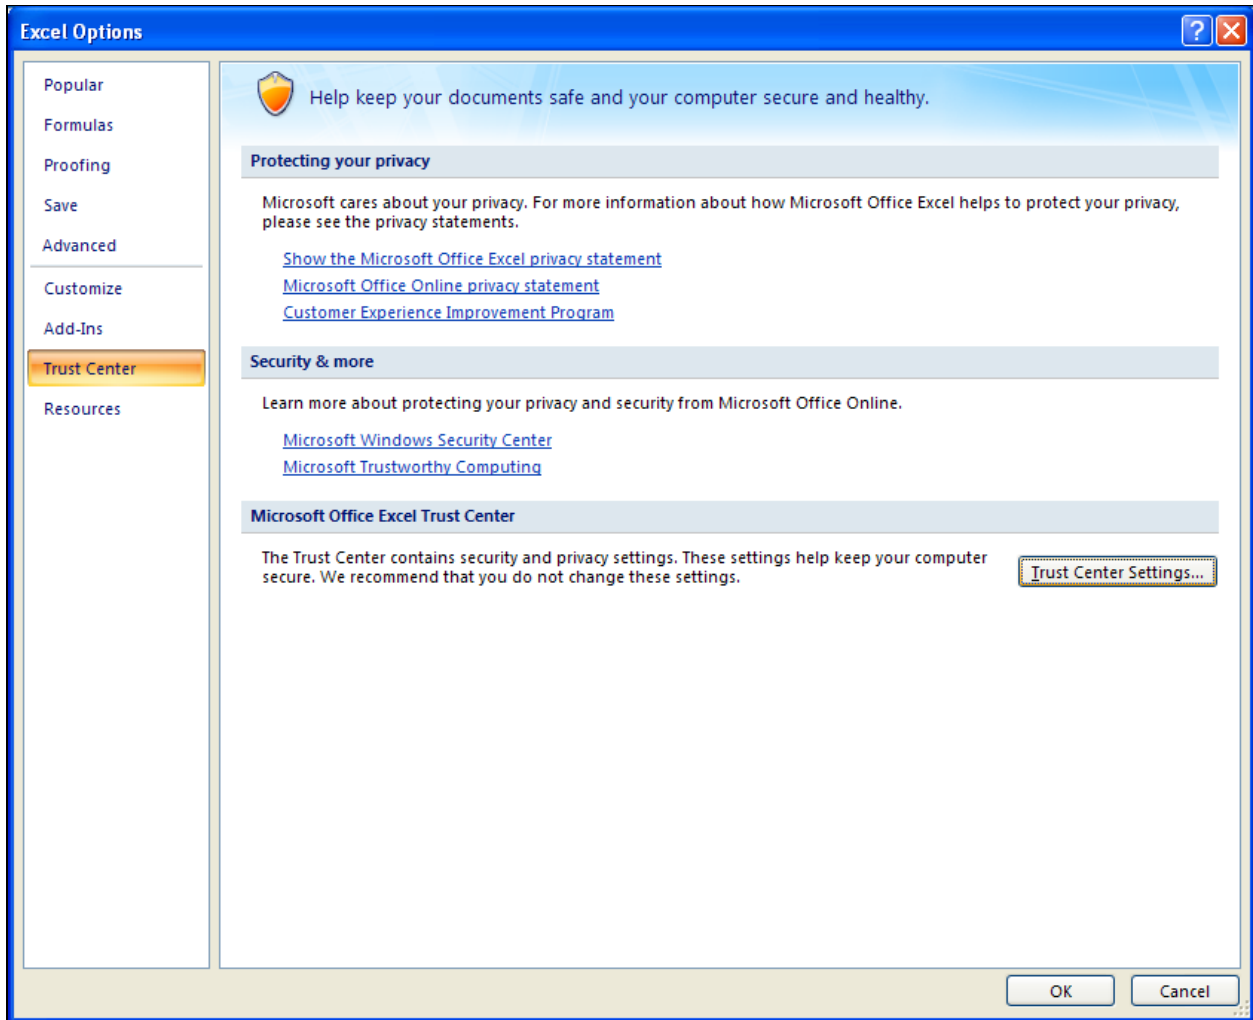 Excel Options
Popular
Formulas
Proofing
Save
Advanced
Customize
Add-Ins
Trust Center
Resources
Help keep your documents safe and your computer secure and healthy.
Protecting your privacy
Microsoft cares about your privacy. For more information about how Microsoft Office Excel helps to protect your privacy,
please see the privacy statements.
Show the Microsoft Office Excel privacy statement
Microsoft Office Online privacy statement
Customer Experience Improvement Program
Security & more
Learn more about protecting your privacy and security from Microsoft Office Online.
Microsoft Windows Security Center
Microsoft Trustworthy Computing
Microsoft Office Excel Trust Center
The Trust Center contains security and privacy settings. These settings help keep your computer
secure. We recommend that you do not change these settings.
Trust Center Settings...
OK
Cancel